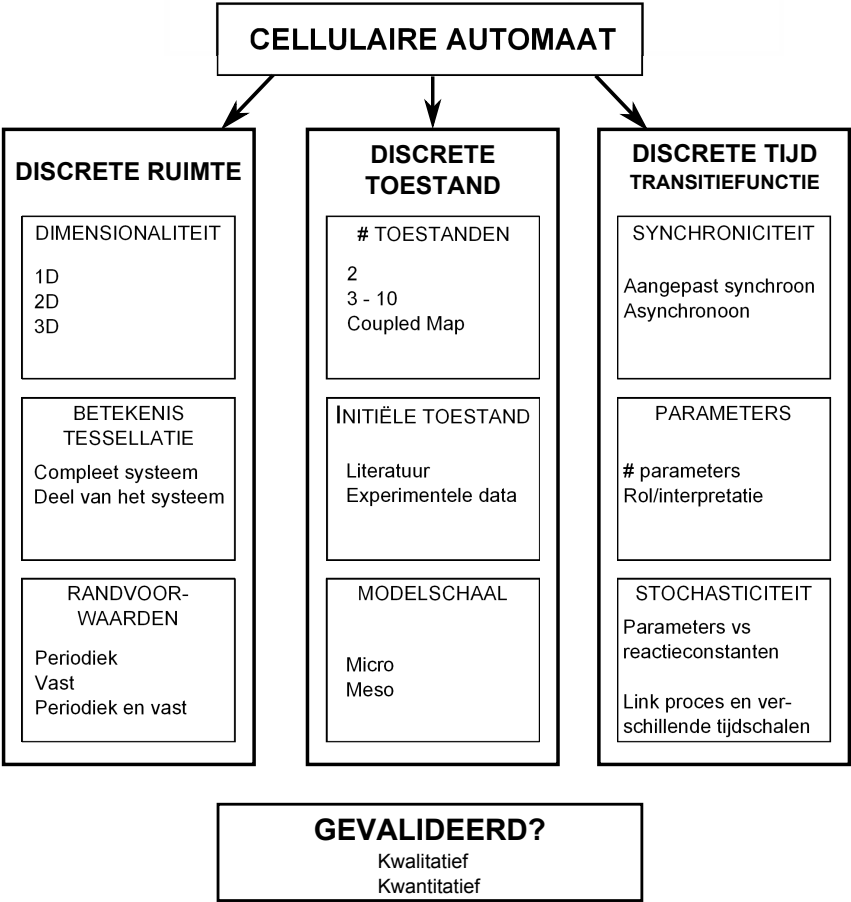 CELLULAIRE AUTOMAAT
DISCRETE RUIMTE
DIMENSIONALITEIT
1D
2D
3D
BETEKENIS
TESSELLATIE
Compleet systeem
Deel van het systeem
RANDVOOR-
WAARDEN
Periodiek
Vast
Periodiek en vast
DISCRETE
TOESTAND
# TOESTANDEN
2
3 - 10
Coupled Map
INITIËLE TOESTAND
Literatuur
Experimentele data
MODELSCHAAL
Micro
Meso
DISCRETE TIJD
TRANSITIEFUNCTIE
SYNCHRONICITEIT
Aangepast synchroon
Asynchronoon
PARAMETERS
# parameters
Rol/interpretatie
STOCHASTICITEIT
Parameters vs
reactieconstanten
Link proces en ver-
schillende tijdschalen
GEVALIDEERD?
Kwalitatief
Kwantitatief